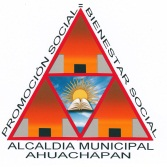 PROMOCIÓN SOCIAL=
BIENESTAR SOCIAL
ALCALDIA MUNICIPAL
AHUACHAPAN